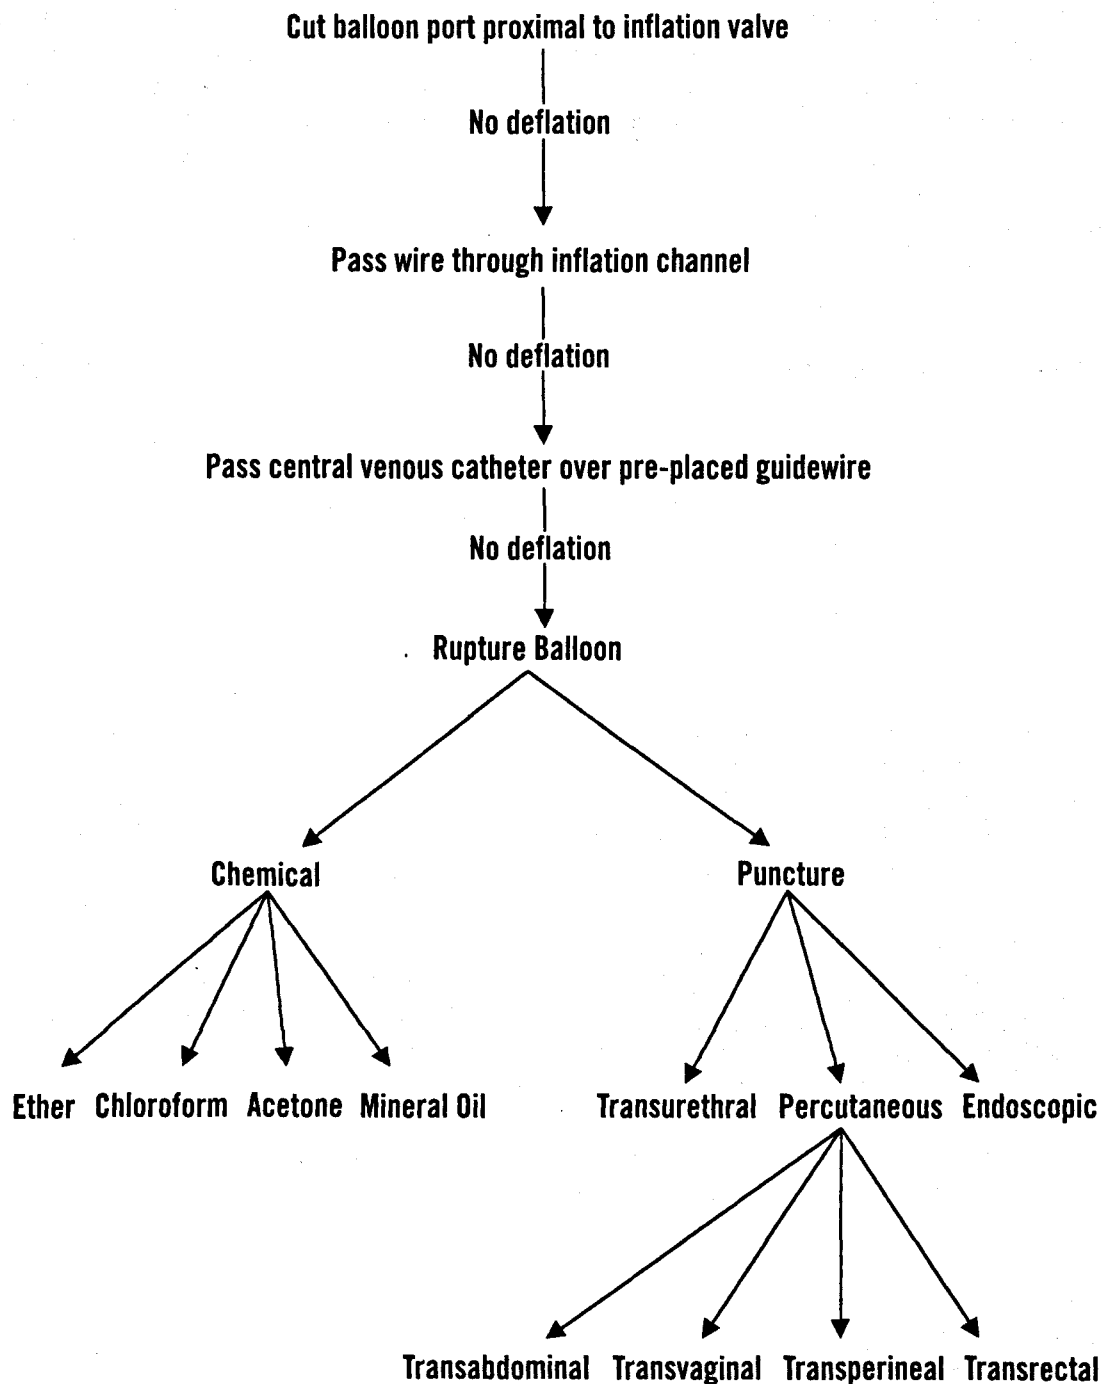 Cut balloon port proximal to inflation valve
No deflation
Pass wire through inflation channel
No deflation
Pass central venous catheter over pre-placed guidewire
No deflation
Rupture Balloon
Chemical Puncture
Ether Chloroform Acetone Mineral Oil Transurethral Percutaneous Endoscopic
Transabdominal Transvaginal Transperineal Transrectal